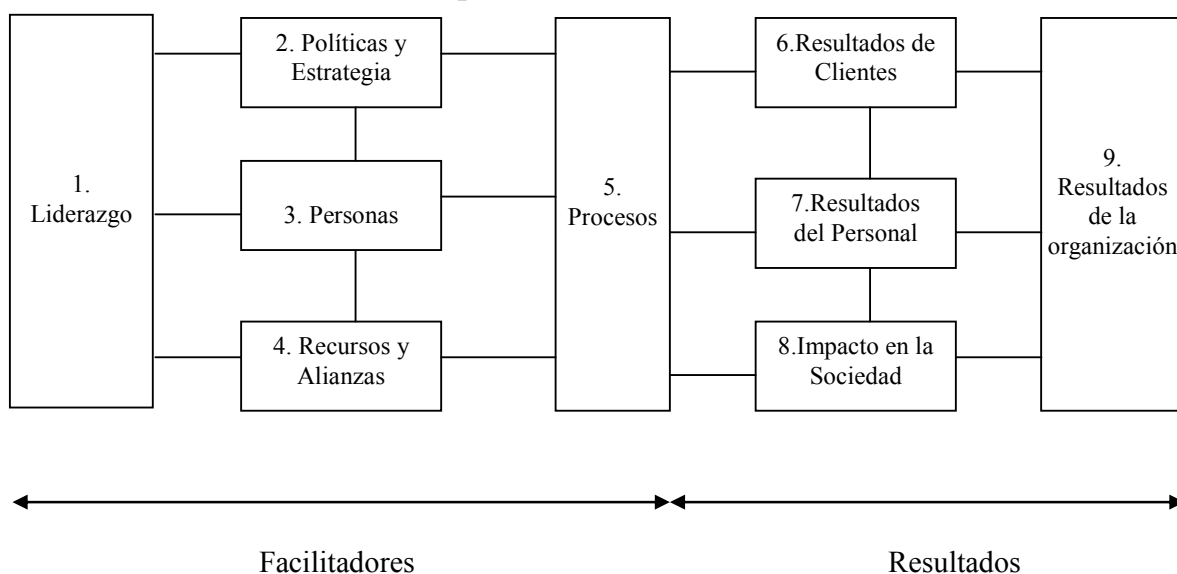 1.
Liderazgo
2. Políticas y
Estrategia
3. Personas
4. Recursos y
Alianzas
5.
Procesos
6.Resultados de
Clientes
7.Resultados
del Personal
8.Impacto en la
Sociedad
9.
Resultados
de la
organización
Facilitadores
Resultados